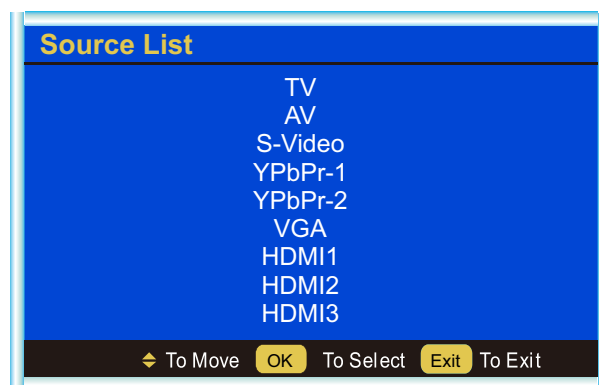 Source List
TV
AV
S-Video
YPbPr-1
YPbPr-2
VGA
HDMI1
HDMI2
HDMI3
To Move OK To Select Exit To Exit